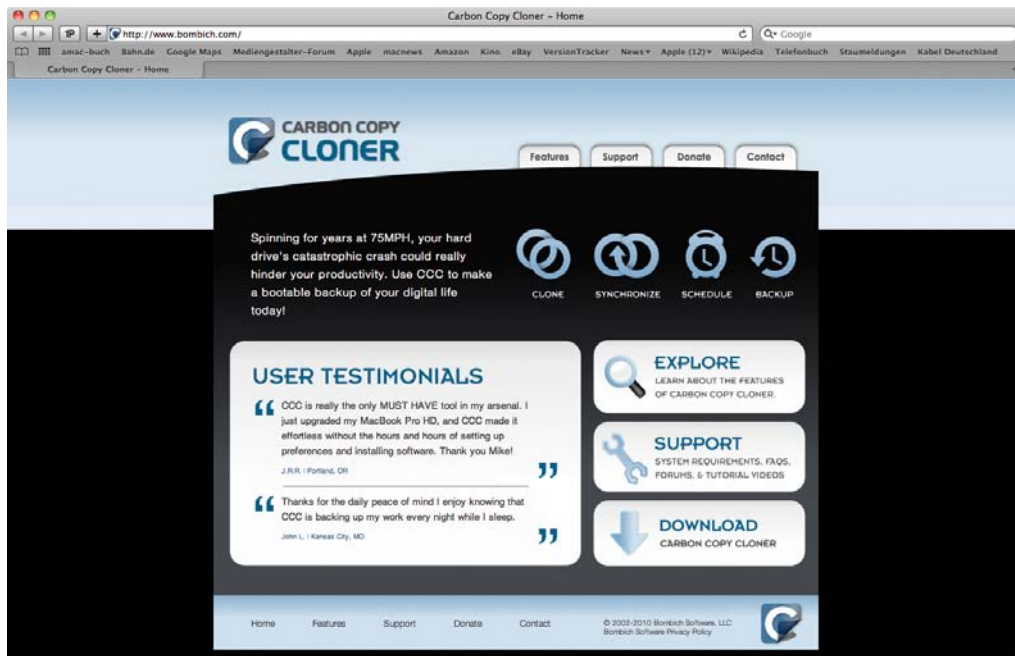 Carbon Copy Cloner – Home
http://www.bombich.com/
Google
amac-buch Bahn.de Google Maps Mediengestalter-Forum Apple macnews Amazon Kino eBay VersionTracker News Apple (12) Wikipedia Telefonbuch Staumeldungen Kabel Deutschland
Carbon Copy Cloner – Home
CARBON COPY
CLONER
Features Support Donate Contact
Spinning for years at 75MPH, your hard
drive's catastrophic crash could really
hinder your productivity. Use CCC to make
a bootable backup of your digital life
today!
CLONE SYNCHRONIZE SCHEDULE BACKUP
USER TESTIMONIALS
“ CCC is really the only MUST HAVE tool in my arsenal. I
just upgraded my MacBook Pro HD, and CCC made it
effortless without the hours and hours of setting up
preferences and installing software. Thank you Mike!
J.R.R. | Portland, OR ”
“ Thanks for the daily peace of mind I enjoy knowing that
CCC is backing up my work every night while I sleep.
John L. | Kansas City, MO ”
EXPLORE
LEARN ABOUT THE FEATURES
OF CARBON COPY CLONER.
SUPPORT
SYSTEM REQUIREMENTS, FAQS,
FORUMS, & TUTORIAL VIDEOS
DOWNLOAD
CARBON COPY CLONER
Home Features Support Donate Contact
© 2002-2010 Bombich Software, LLC
Bombich Software Privacy Policy